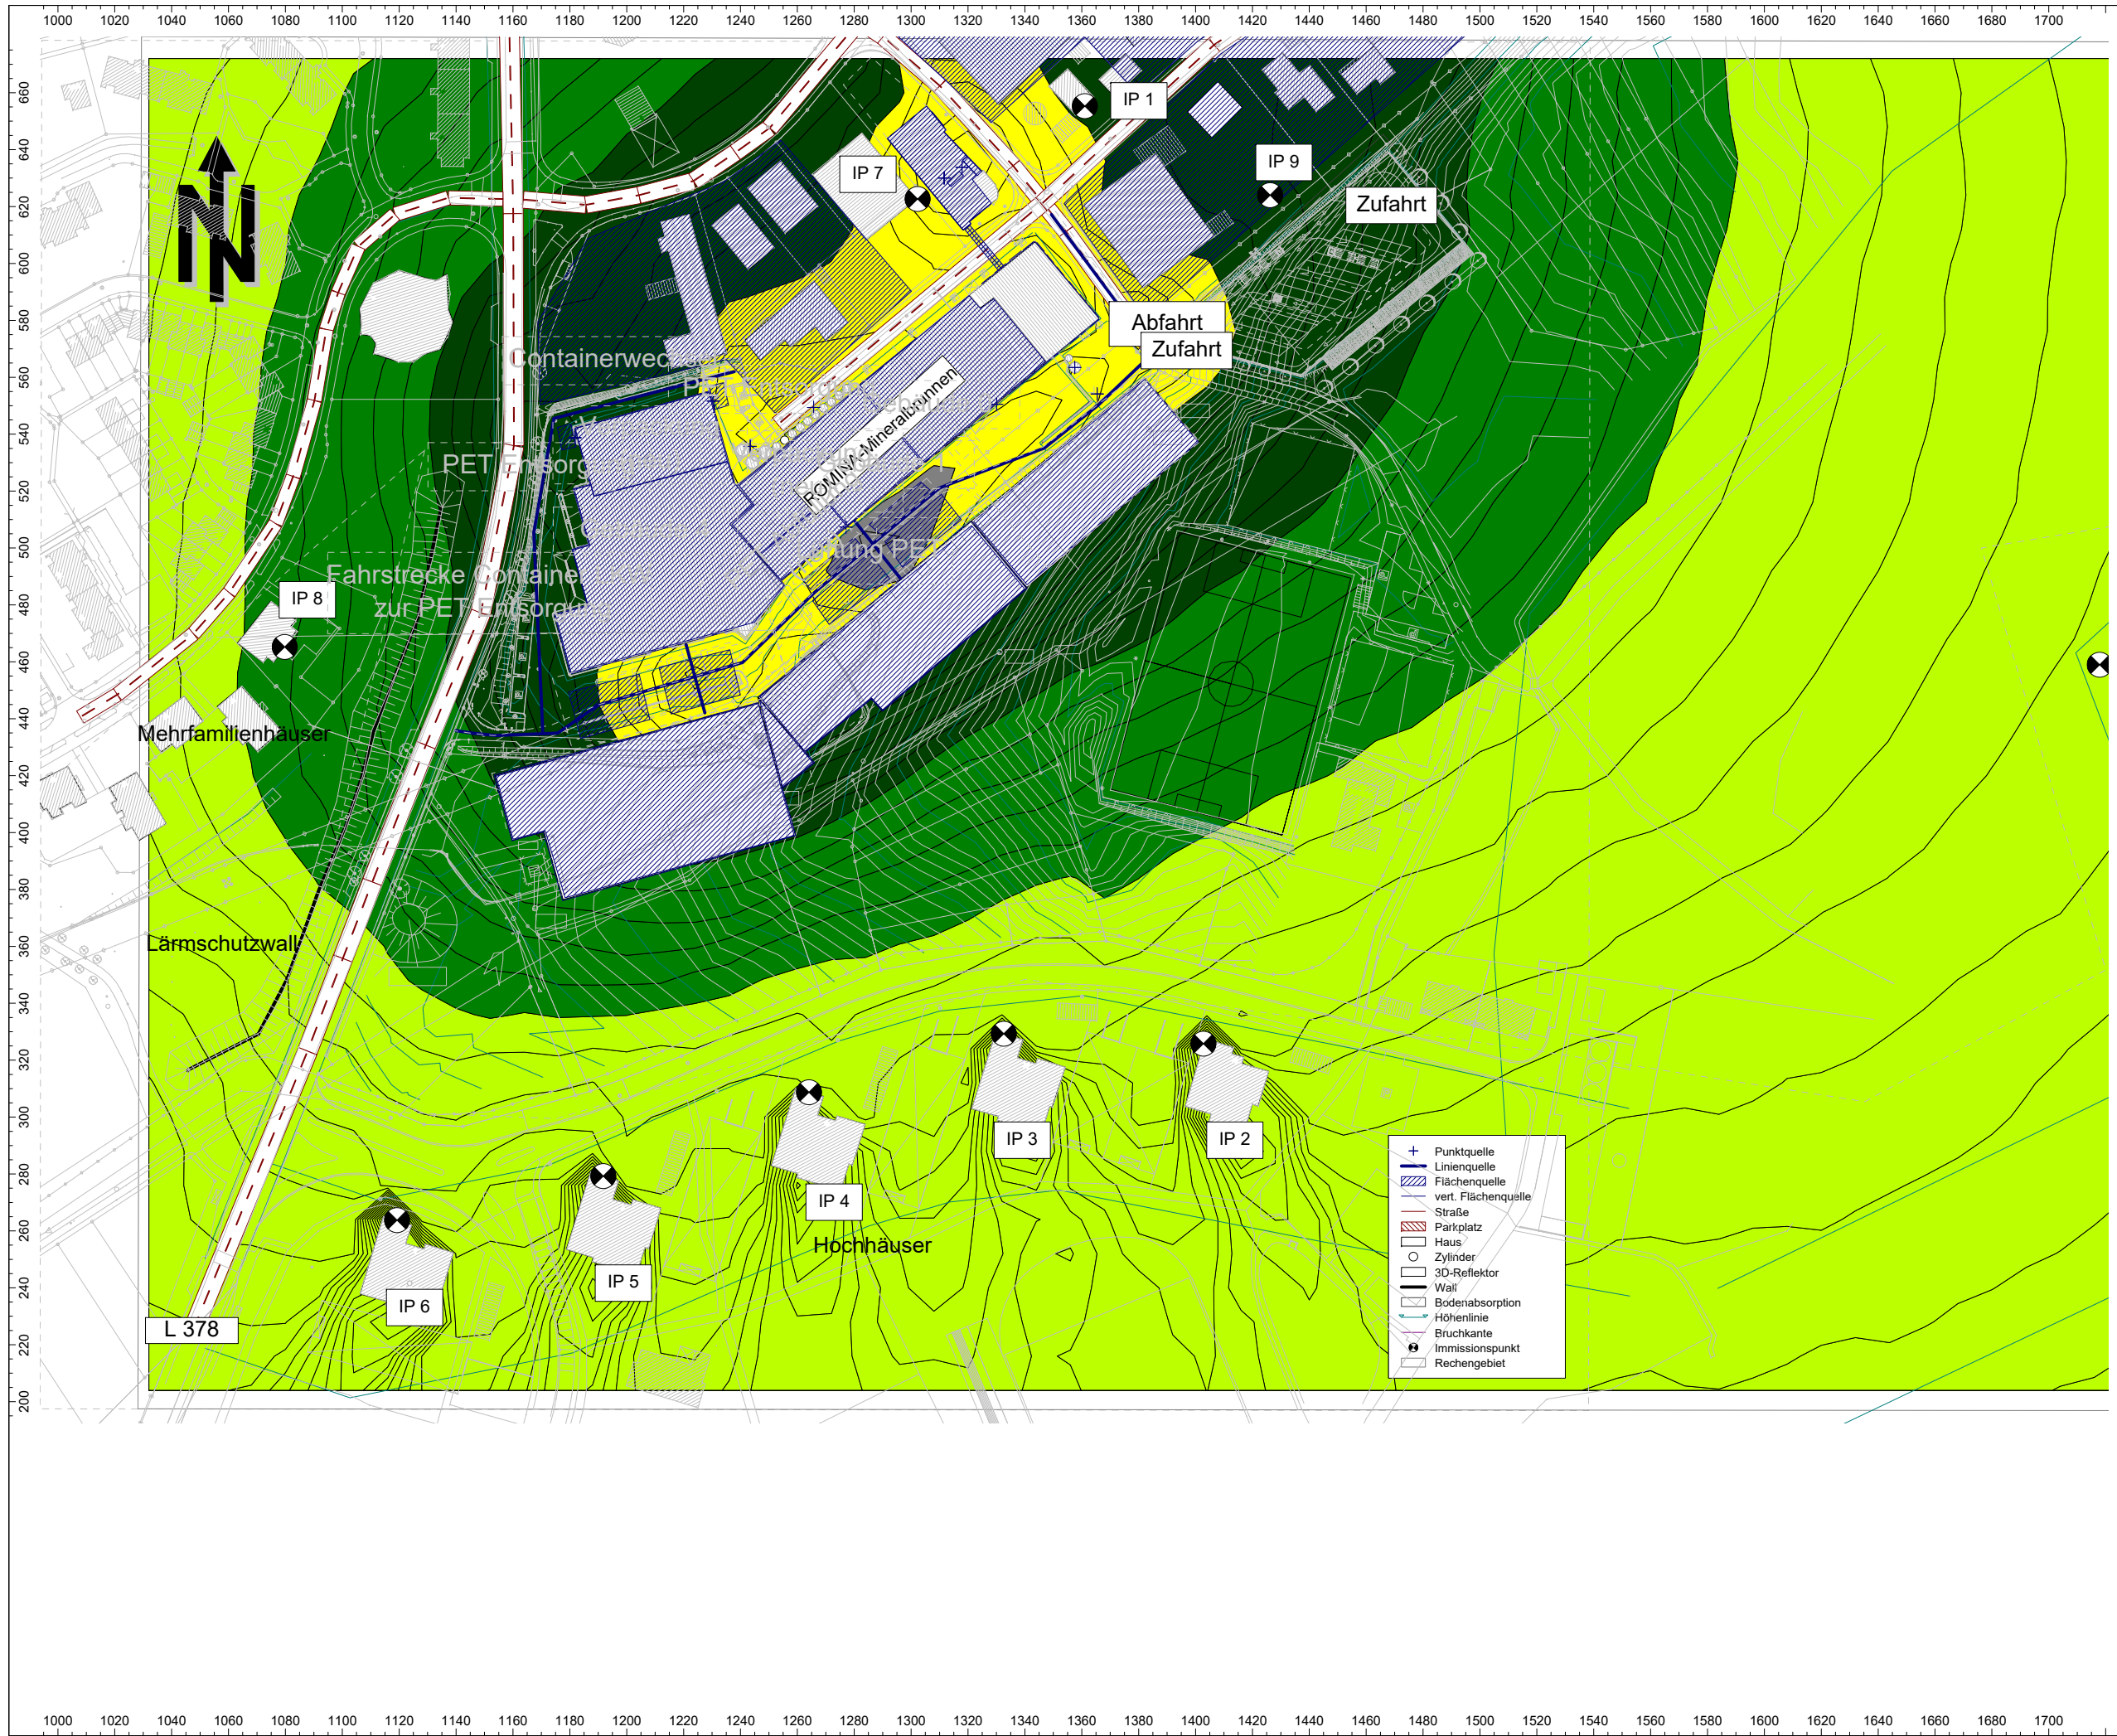 1000 1020 1040 1060 1080 1100 1120 1140 1160 1180 1200 1220 1240 1260 1280 1300 1320 1340 1360 1380 1400 1420 1440 1460 1480 1500 1520 1540 1560 1580 1600 1620 1640 1660 1680 1700
660
640
620
600
580
560
540
520
500
480
460
440
420
400
380
360
340
320
300
280
260
240
220
200
N
IP 1
IP 9
IP 7
Zufahrt
Abfahrt
Zufahrt
ROMINA-Mineralbrunnen
Fahrstrecke Container
zur PET Entsorgung
IP 8
Mehrfamilienhäuser
Lärmschutzwall
IP 3
IP 2
IP 4
Hochhäuser
IP 5
IP 6
L 378
Punktquelle
Linienquelle
Flächenquelle
vert. Flächenquelle
Straße
Parkplatz
Haus
Zylinder
3D-Reflektor
Wall
Bodenabsorption
Höhenlinie
Bruchkante
Immissionspunkt
Rechengebiet
1000 1020 1040 1060 1080 1100 1120 1140 1160 1180 1200 1220 1240 1260 1280 1300 1320 1340 1360 1380 1400 1420 1440 1460 1480 1500 1520 1540 1560 1580 1600 1620 1640 1660 1680 1700